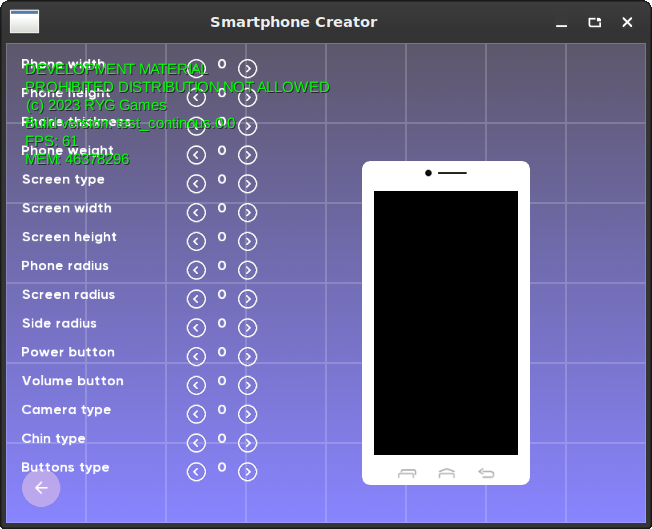 Smartphone Creator
Phone width 0
DEVELOPMENT MATERIAL
PROHIBITED DISTRIBUTION NOT ALLOWED
Phone height 0
(c) 2023 RYG Games
Phone thickness 0
Build version: test_continous.0.0
FPS: 61
Phone weight 0
MEM: 46378296
Screen type 0
Screen width 0
Screen height 0
Phone radius 0
Screen radius 0
Side radius 0
Power button 0
Volume button 0
Camera type 0
Chin type 0
Buttons type 0